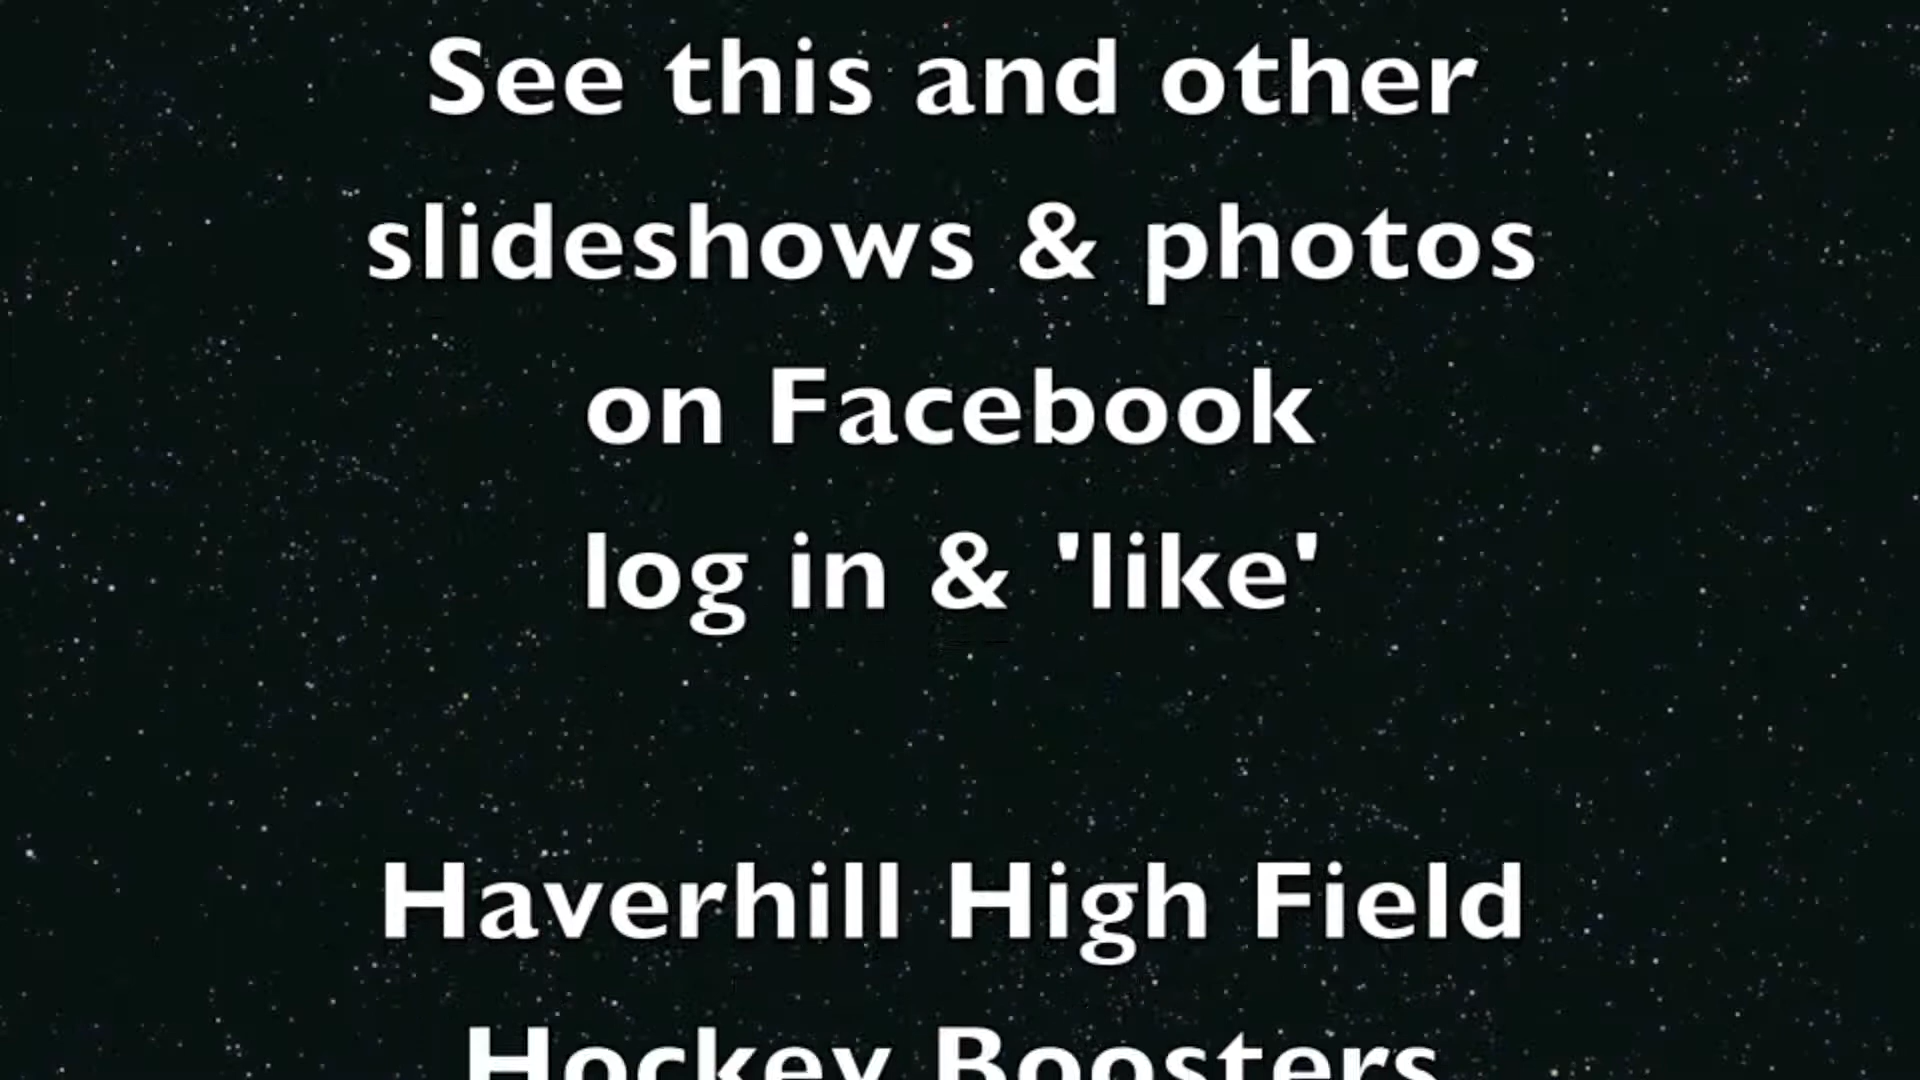 See this and other
slideshows & photos
on Facebook
log in & 'like'
Haverhill High Field
Hockey Boosters